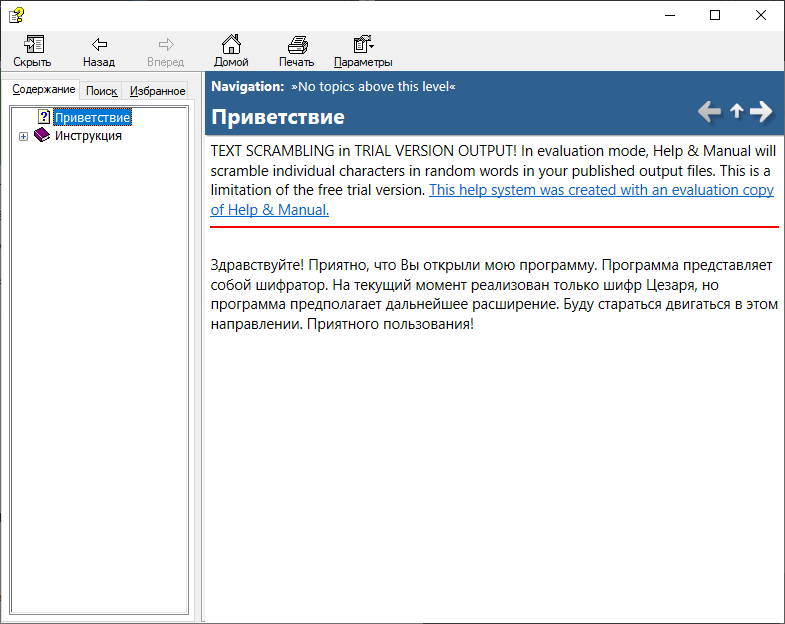 Скрыть Назад Вперед Домой Печать Параметры
Содержание Поиск Избранное
Приветствие
Инструкция
Navigation: »No topics above this level«
Приветствие
TEXT SCRAMBLING in TRIAL VERSION OUTPUT! In evaluation mode, Help & Manual will
scramble individual characters in random words in your published output files. This is a
limitation of the free trial version. This help system was created with an evaluation copy
of Help & Manual.
Здравствуйте! Приятно, что Вы открыли мою программу. Программа представляет
собой шифратор. На текущий момент реализован только шифр Цезаря, но
программа предполагает дальнейшее расширение. Буду стараться двигаться в этом
направлении. Приятного пользования!